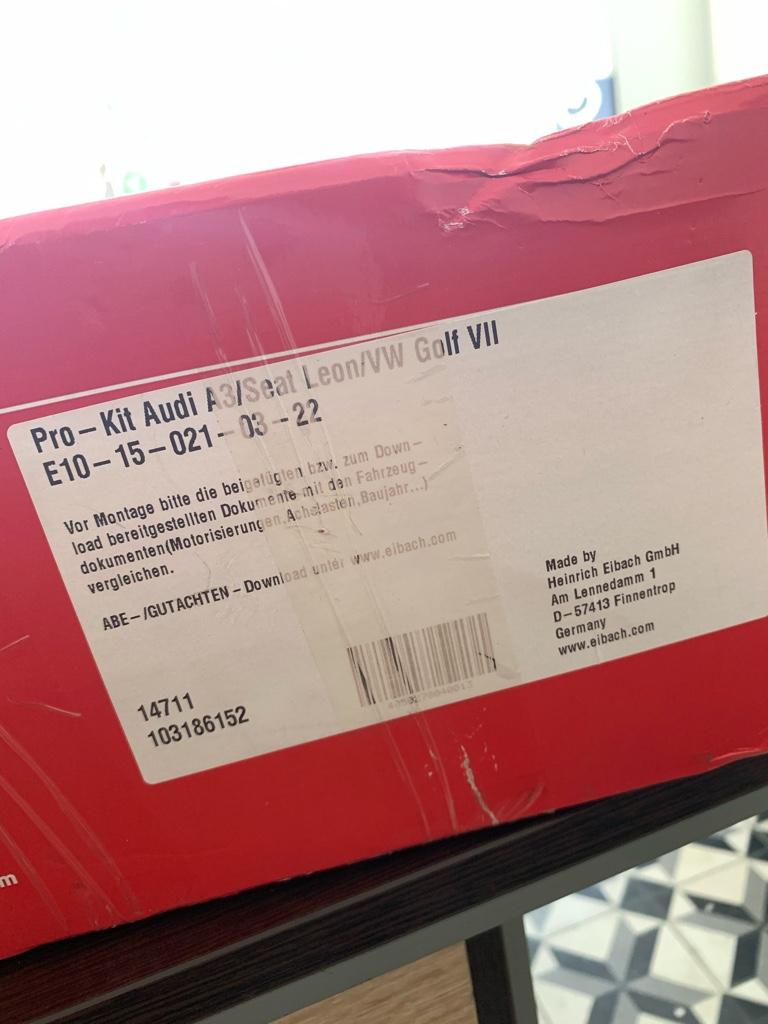 Pro-Kit Audi A3/Seat Leon/VW Golf VII
E10-15-021-03-22
Vor Montage bitte die beigefügten bzw. zum Down-
load bereitgestellten Dokumente mit den Fahrzeug-
dokumenten(Motorisierungen,Achslasten,Baujahr...)
vergleichen.
ABE-/GUTACHTEN-Download unter www.eibach.com
14711
103186152
Made by
Heinrich Eibach GmbH
Am Lennedamm 1
D-57413 Finnentrop
Germany
www.eibach.com